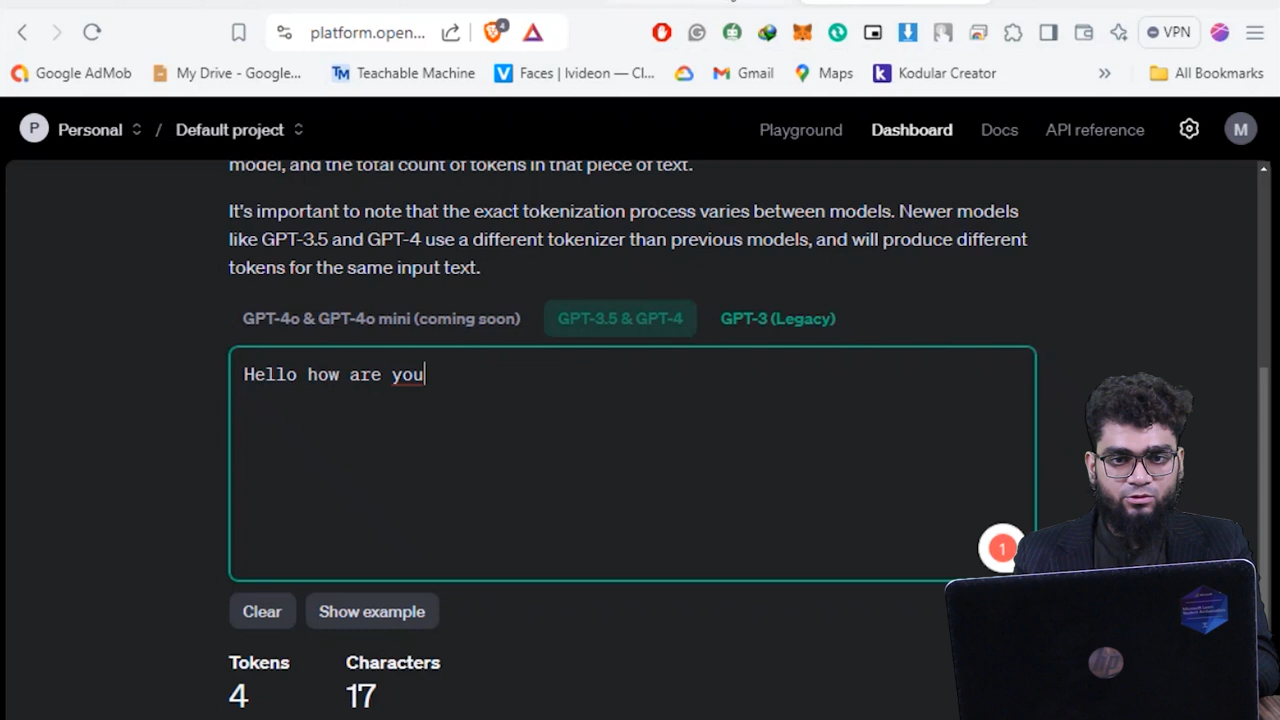 platform.open...
4
VPN
Google AdMob
My Drive - Google...
TM Teachable Machine
V Faces | Ivideon — Cl...
Gmail
Maps
k Kodular Creator
»
All Bookmarks
P Personal / Default project
Playground
Dashboard
Docs
API reference
M
model, and the total count of tokens in that piece of text.
It's important to note that the exact tokenization process varies between models. Newer models
like GPT-3.5 and GPT-4 use a different tokenizer than previous models, and will produce different
tokens for the same input text.
GPT-4o & GPT-4o mini (coming soon)
GPT-3.5 & GPT-4
GPT-3 (Legacy)
Hello how are you
1
Clear
Show example
Tokens
Characters
4
17
hp